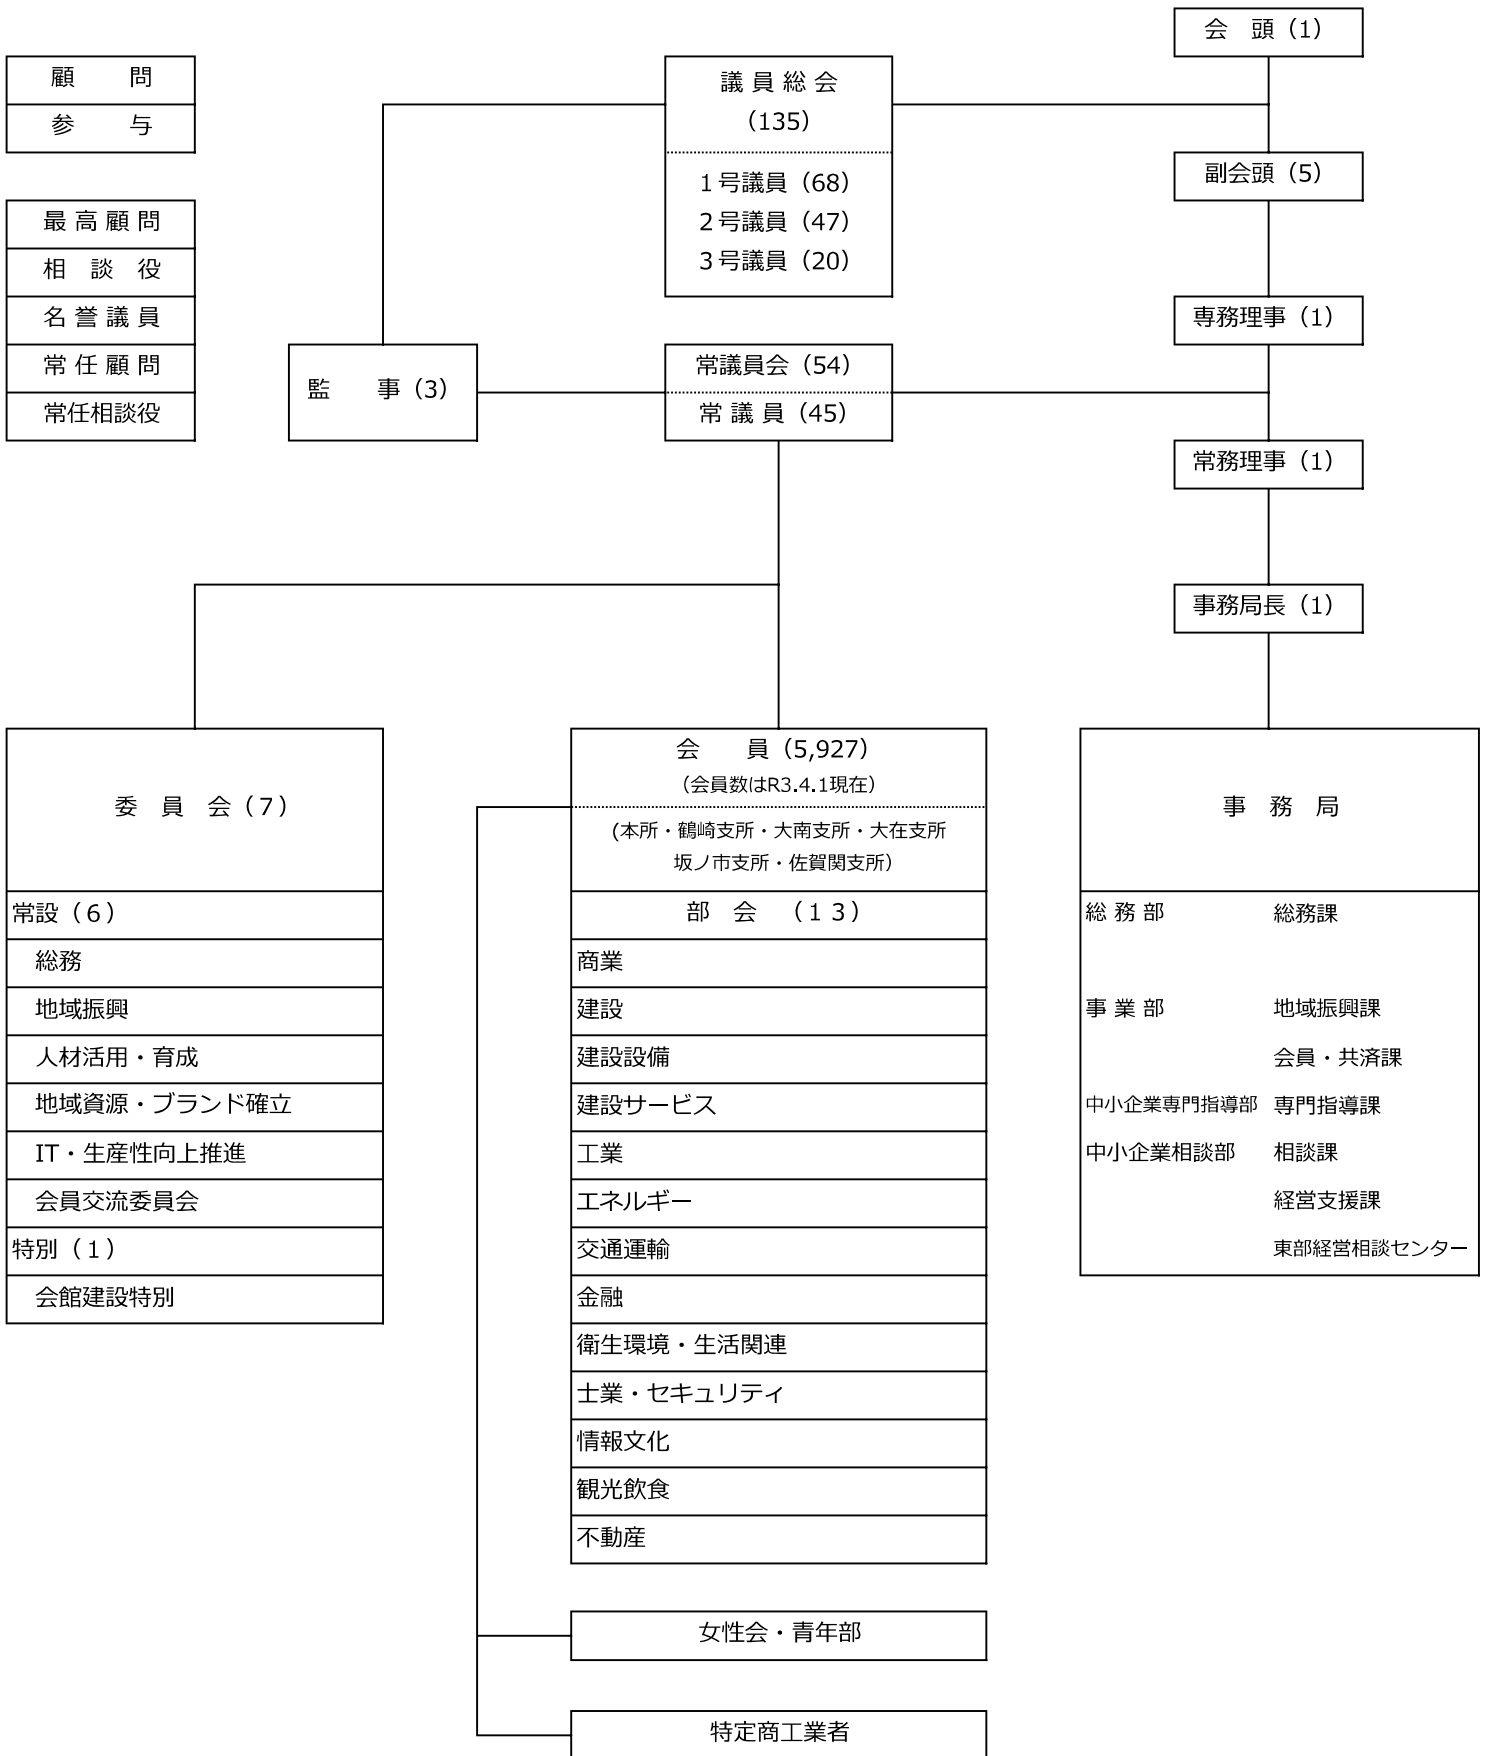 会　頭（1）
顧　　問
参　　与
議 員 総 会
（135）
１号議員（68）
２号議員（47）
３号議員（20）
副会頭（5）
最 高 顧 問
相　談　役
名 誉 議 員
常 任 顧 問
常任相談役
専務理事（1）
監　　事（3）
常議員会（54）
常 議 員（45）
常務理事（1）
事務局長（1）
委　員　会（７）
常設（６）
総務
地域振興
人材活用・育成
地域資源・ブランド確立
IT・生産性向上推進
会員交流委員会
特別（１）
会館建設特別
会　　員（5,927）
（会員数はR3.4.1現在）
(本所・鶴崎支所・大南支所・大在支所
坂ノ市支所・佐賀関支所）
部　会　（１３）
商業
建設
建設設備
建設サービス
工業
エネルギー
交通運輸
金融
衛生環境・生活関連
士業・セキュリティ
情報文化
観光飲食
不動産
女性会・青年部
特定商工業者
事　務　局
総 務 部　総務課
事 業 部　地域振興課
会員・共済課
中小企業専門指導部　専門指導課
中小企業相談部　相談課
経営支援課
東部経営相談センター